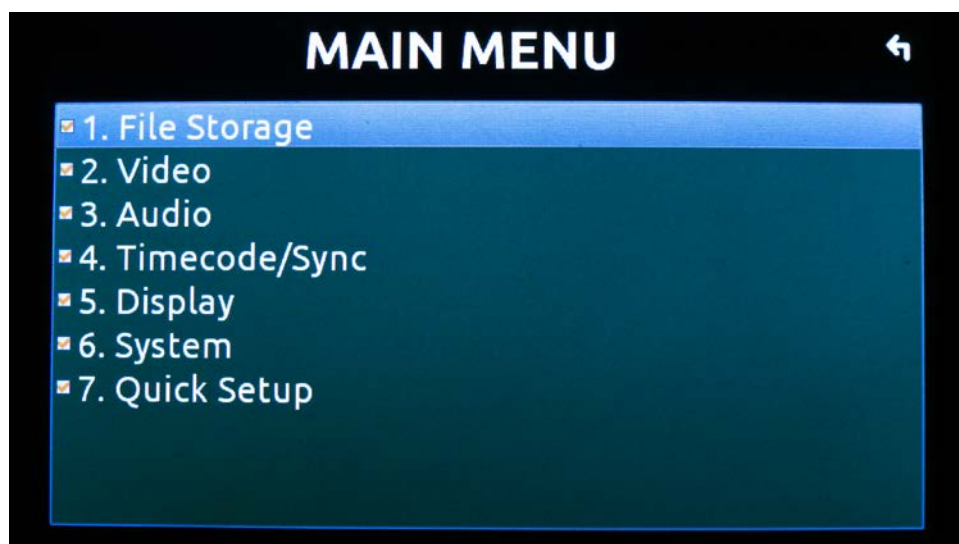 MAIN MENU
1. File Storage
2. Video
3. Audio
4. Timecode/Sync
5. Display
6. System
7. Quick Setup